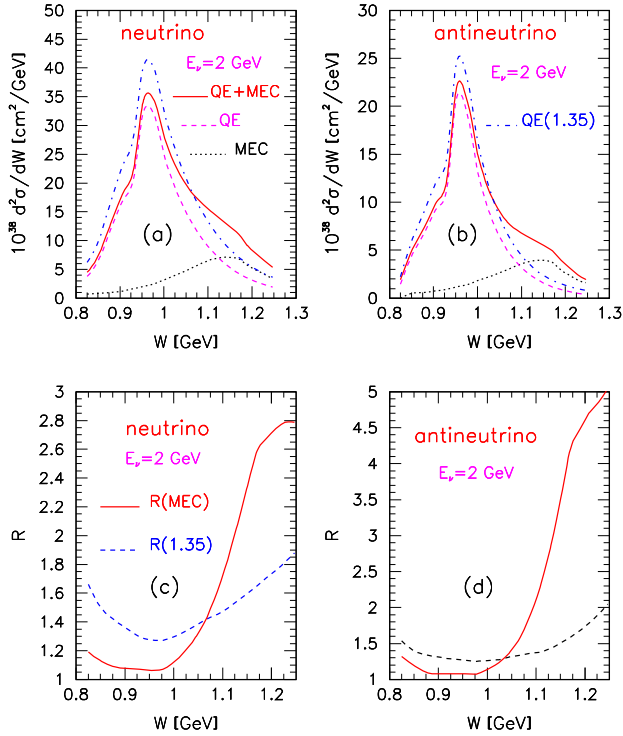 neutrino
E_ν=2 GeV
QE+MEC
QE
MEC
(a)
10^38 d^2σ/dW [cm^2/GeV]
50
45
40
35
30
25
20
15
10
5
0
0.8 0.9 1 1.1 1.2 1.3
W [GeV]
antineutrino
E_ν=2 GeV
QE(1.35)
(b)
10^38 d^2σ/dW [cm^2/GeV]
30
25
20
15
10
5
0
0.8 0.9 1 1.1 1.2 1.3
W [GeV]
neutrino
E_ν=2 GeV
R(MEC)
R(1.35)
(c)
R
3
2.8
2.6
2.4
2.2
2
1.8
1.6
1.4
1.2
1
0.8 0.9 1 1.1 1.2
W [GeV]
antineutrino
E_ν=2 GeV
(d)
R
5
4.5
4
3.5
3
2.5
2
1.5
1
0.8 0.9 1 1.1 1.2
W [GeV]